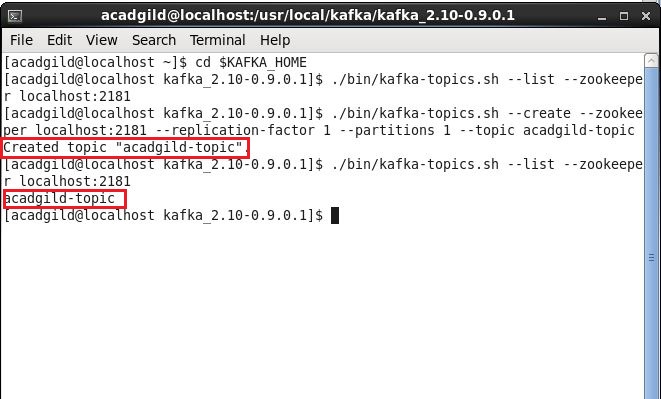 acadgild@localhost:/usr/local/kafka/kafka_2.10-0.9.0.1
File Edit View Search Terminal Help
[acadgild@localhost ~]$ cd $KAFKA_HOME
[acadgild@localhost kafka_2.10-0.9.0.1]$ ./bin/kafka-topics.sh --list --zookeepe
r localhost:2181
[acadgild@localhost kafka_2.10-0.9.0.1]$ ./bin/kafka-topics.sh --create --zookee
per localhost:2181 --replication-factor 1 --partitions 1 --topic acadgild-topic
Created topic "acadgild-topic".
[acadgild@localhost kafka_2.10-0.9.0.1]$ ./bin/kafka-topics.sh --list --zookeepe
r localhost:2181
acadgild-topic
[acadgild@localhost kafka_2.10-0.9.0.1]$